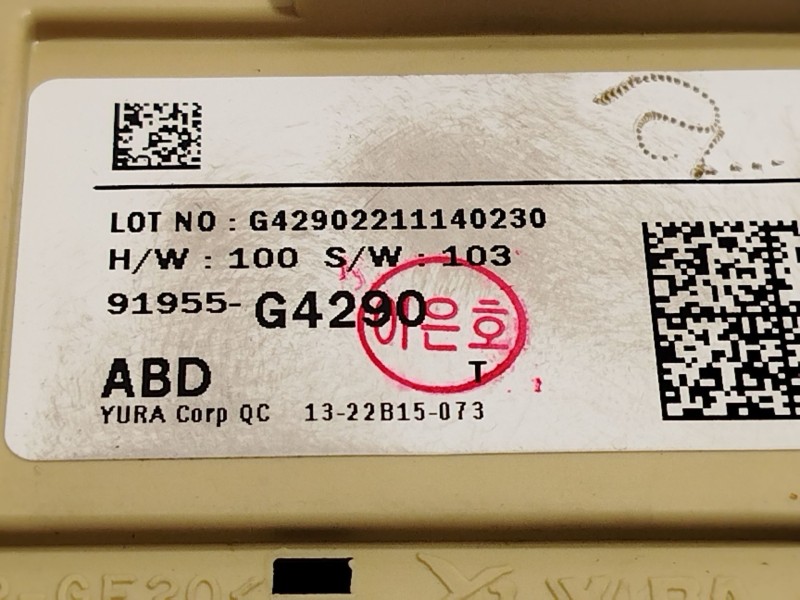 LOT NO : G42902211140230
H/W : 100 S/W : 103
91955-G4290
이은호
T
ABD
YURA Corp QC 13-22B15-073